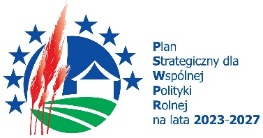 Plan
Strategiczny dla
Wspólnej
Polityki
Rolnej
na lata 2023-2027